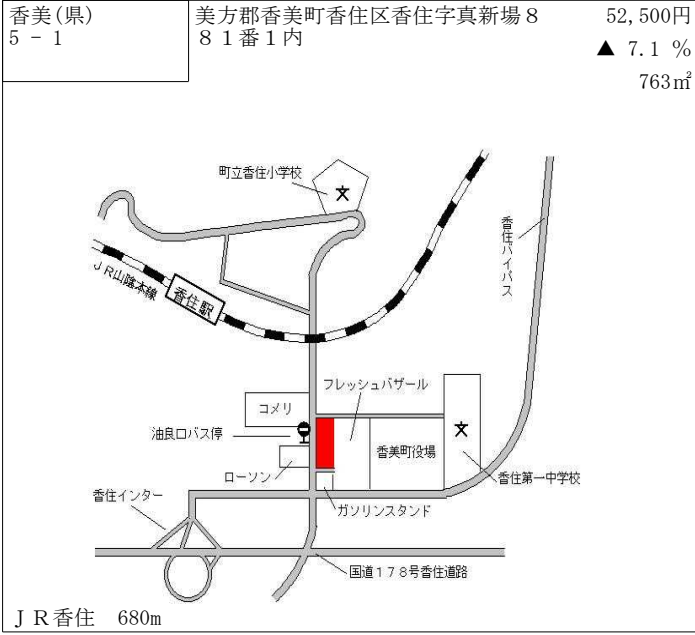 香美(県)
5 - 1
美方郡香美町香住区香住字真新場８
８１番１内
52,500円
▲ 7.1 %
763㎡
町立香住小学校
香住バイパス
ＪＲ山陰本線
香住駅
フレッシュバザール
コメリ
油良口バス停
香美町役場
ローソン
香住第一中学校
香住インター
ガソリンスタンド
国道１７８号香住道路
ＪＲ香住 680m